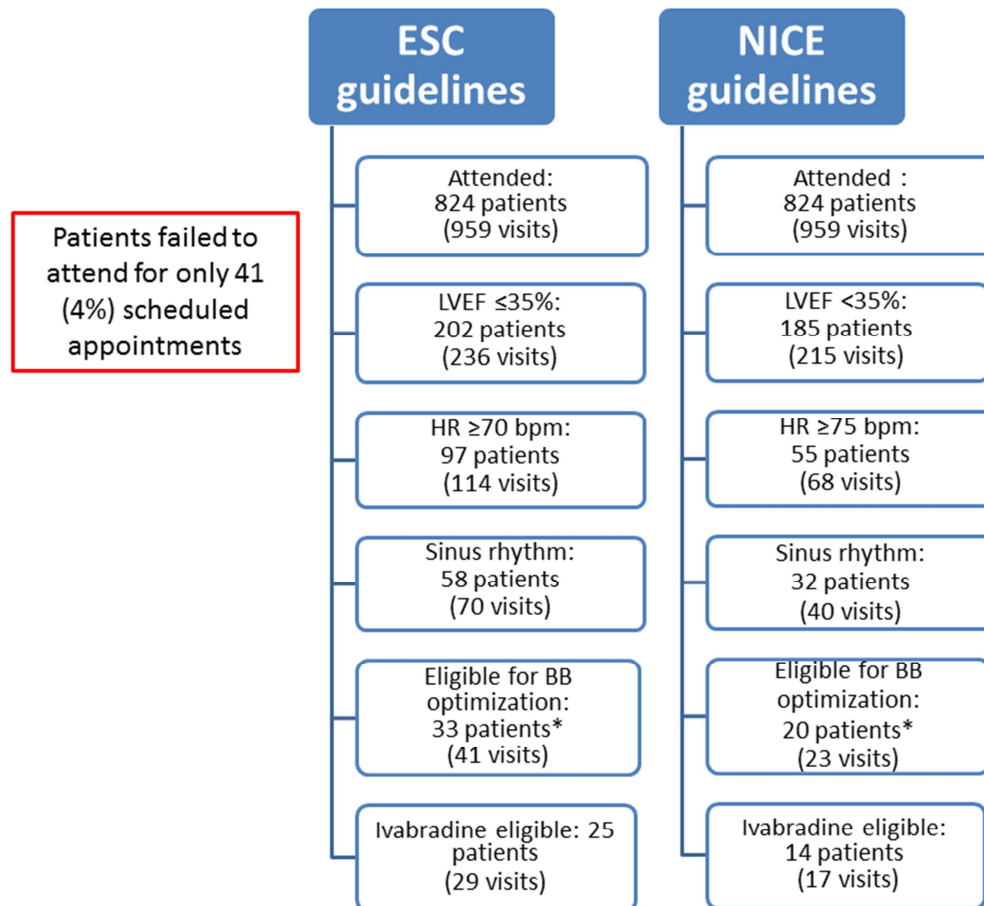 ESC
guidelines
NICE
guidelines
Patients failed to
attend for only 41
(4%) scheduled
appointments
Attended:
824 patients
(959 visits)
LVEF ≤35%:
202 patients
(236 visits)
HR ≥70 bpm:
97 patients
(114 visits)
Sinus rhythm:
58 patients
(70 visits)
Eligible for BB
optimization:
33 patients*
(41 visits)
Ivabradine eligible: 25
patients
(29 visits)
Attended :
824 patients
(959 visits)
LVEF <35%:
185 patients
(215 visits)
HR ≥75 bpm:
55 patients
(68 visits)
Sinus rhythm:
32 patients
(40 visits)
Eligible for BB
optimization:
20 patients*
(23 visits)
Ivabradine eligible:
14 patients
(17 visits)